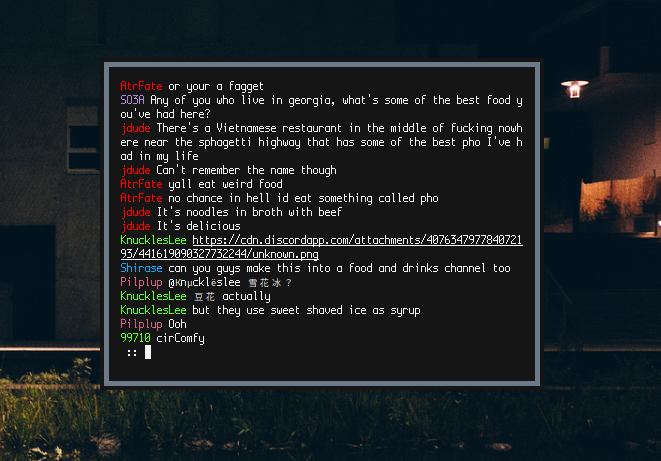 AtrFate or your a fagget
SO3A Any of you who live in georgia, what's some of the best food y
ou've had here?
jdude There's a Vietnamese restaurant in the middle of fucking nowh
ere near the sphagetti highway that has some of the best pho I've h
ad in my life
jdude Can't remember the name though
AtrFate yall eat weird food
AtrFate no chance in hell id eat something called pho
jdude It's noodles in broth with beef
jdude It's delicious
KnucklesLee https://cdn.discordapp.com/attachments/4076347977840721
93/441619090327732244/unknown.png
Shirase can you guys make this into a food and drinks channel too
Pilplup @Knμcklëslee 雪花冰?
KnucklesLee 豆花 actually
KnucklesLee but they use sweet shaved ice as syrup
Pilplup Ooh
99710 cirComfy
::